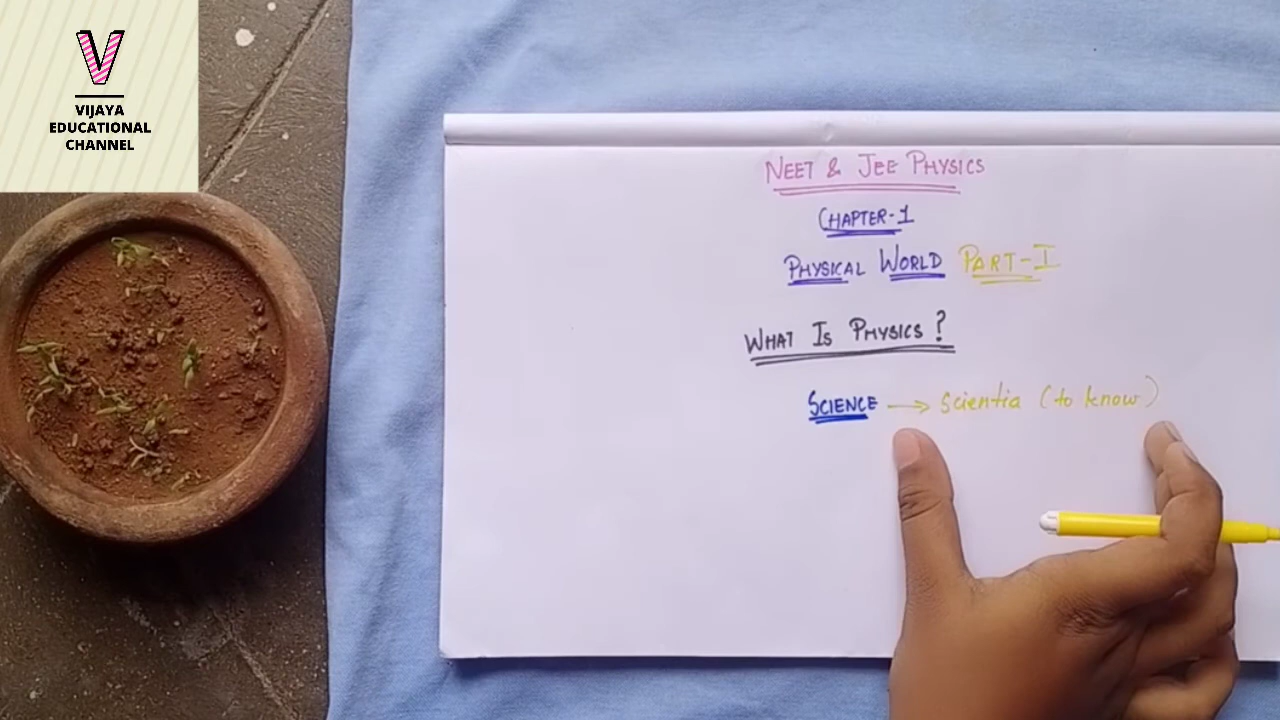 V
VIJAYA
EDUCATIONAL
CHANNEL
NEET & JEE PHYSICS
CHAPTER-1
PHYSICAL WORLD PART-I
WHAT IS PHYSICS?
SCIENCE → Scientia (to know)